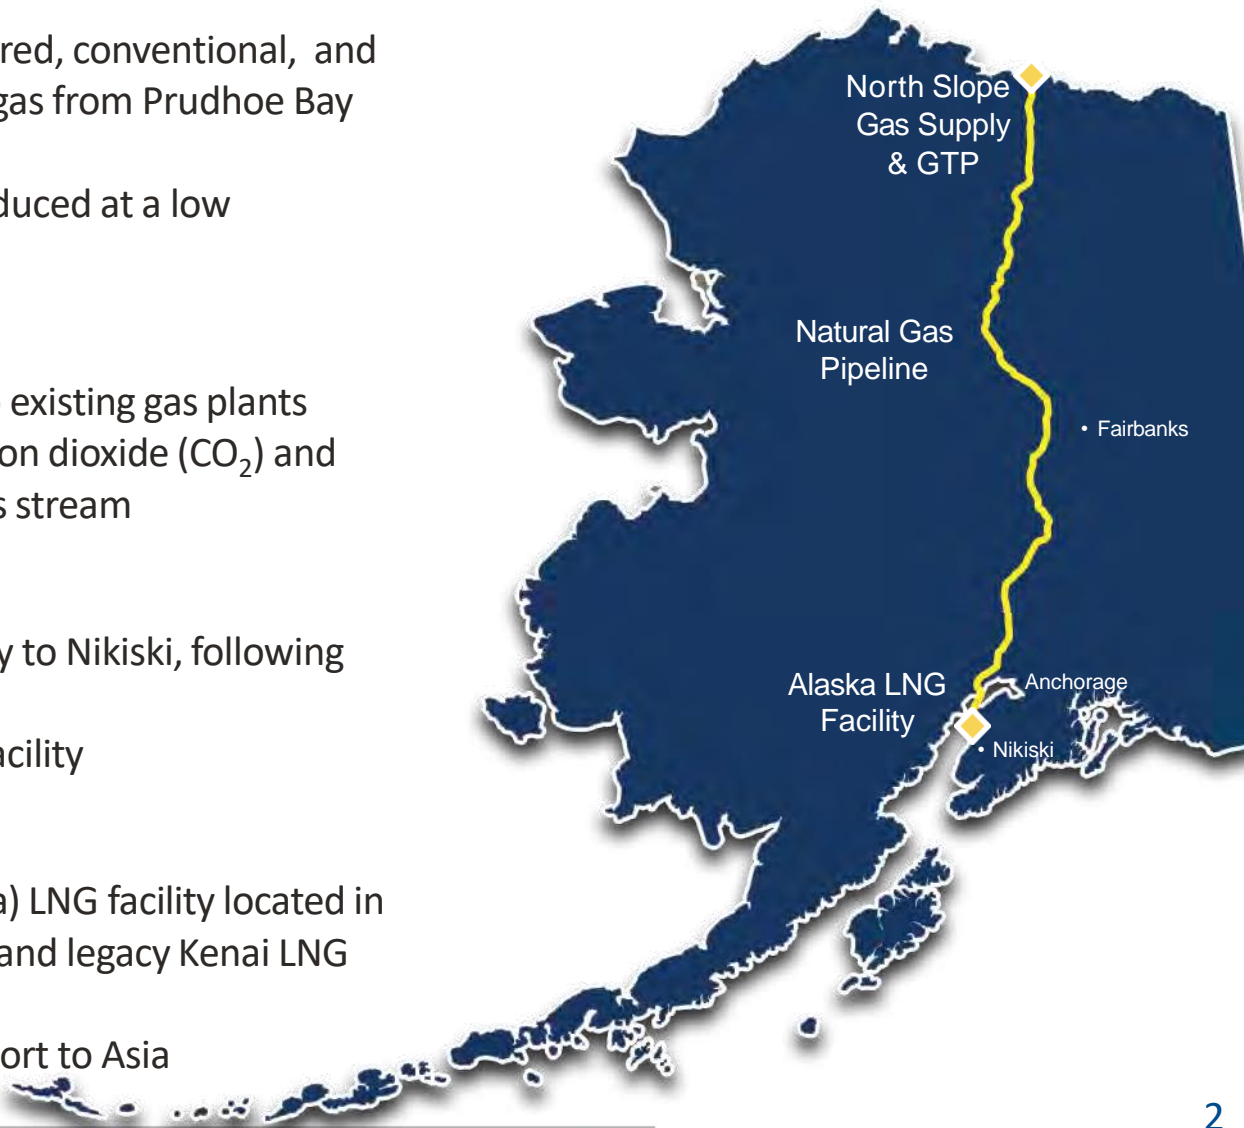 red, conventional, and
gas from Prudhoe Bay
duced at a low
existing gas plants
on dioxide (CO₂) and
s stream
y to Nikiski, following
acility
a) LNG facility located in
and legacy Kenai LNG
ort to Asia
North Slope
Gas Supply
& GTP
Natural Gas
Pipeline
• Fairbanks
Alaska LNG
Facility
Anchorage
• Nikiski
2